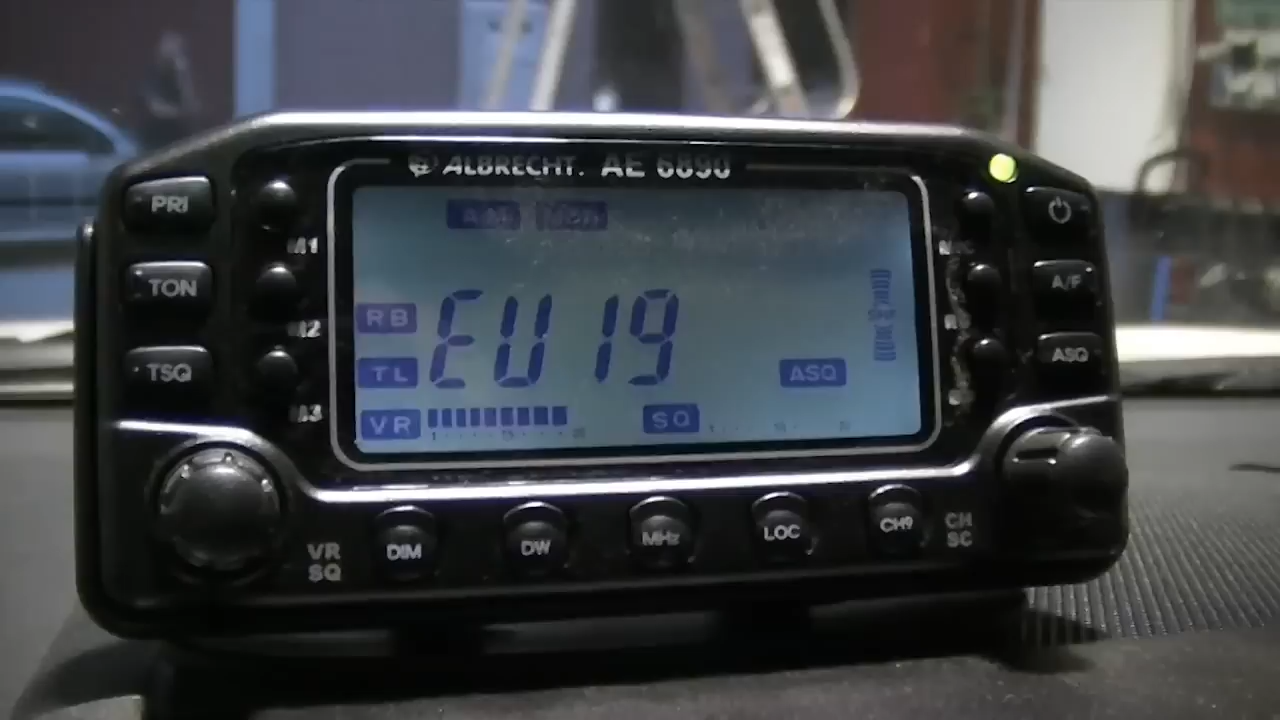 ALBRECHT. AE 6890
PRI
TON
TSQ
M1
M2
M3
RB
TL
VR
EU 19
ASQ
SQ
A/F
ASQ
VR
SQ
DIM
DW
MHz
LOC
CH9
CH
SC